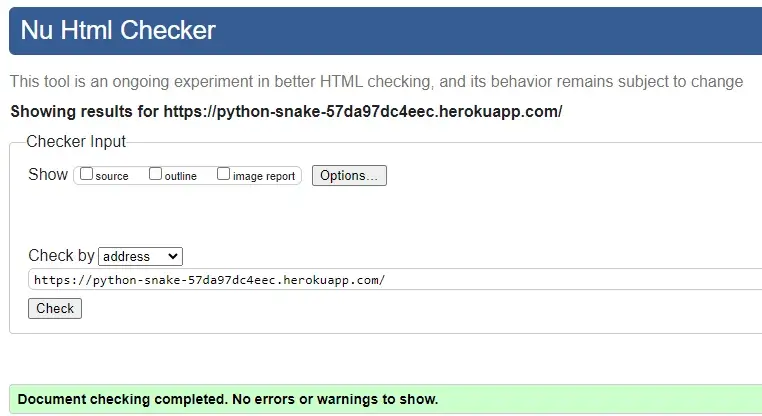 Nu Html Checker
This tool is an ongoing experiment in better HTML checking, and its behavior remains subject to change
Showing results for https://python-snake-57da97dc4eec.herokuapp.com/
Checker Input
Show source outline image report Options...
Check by address
https://python-snake-57da97dc4eec.herokuapp.com/
Check
Document checking completed. No errors or warnings to show.